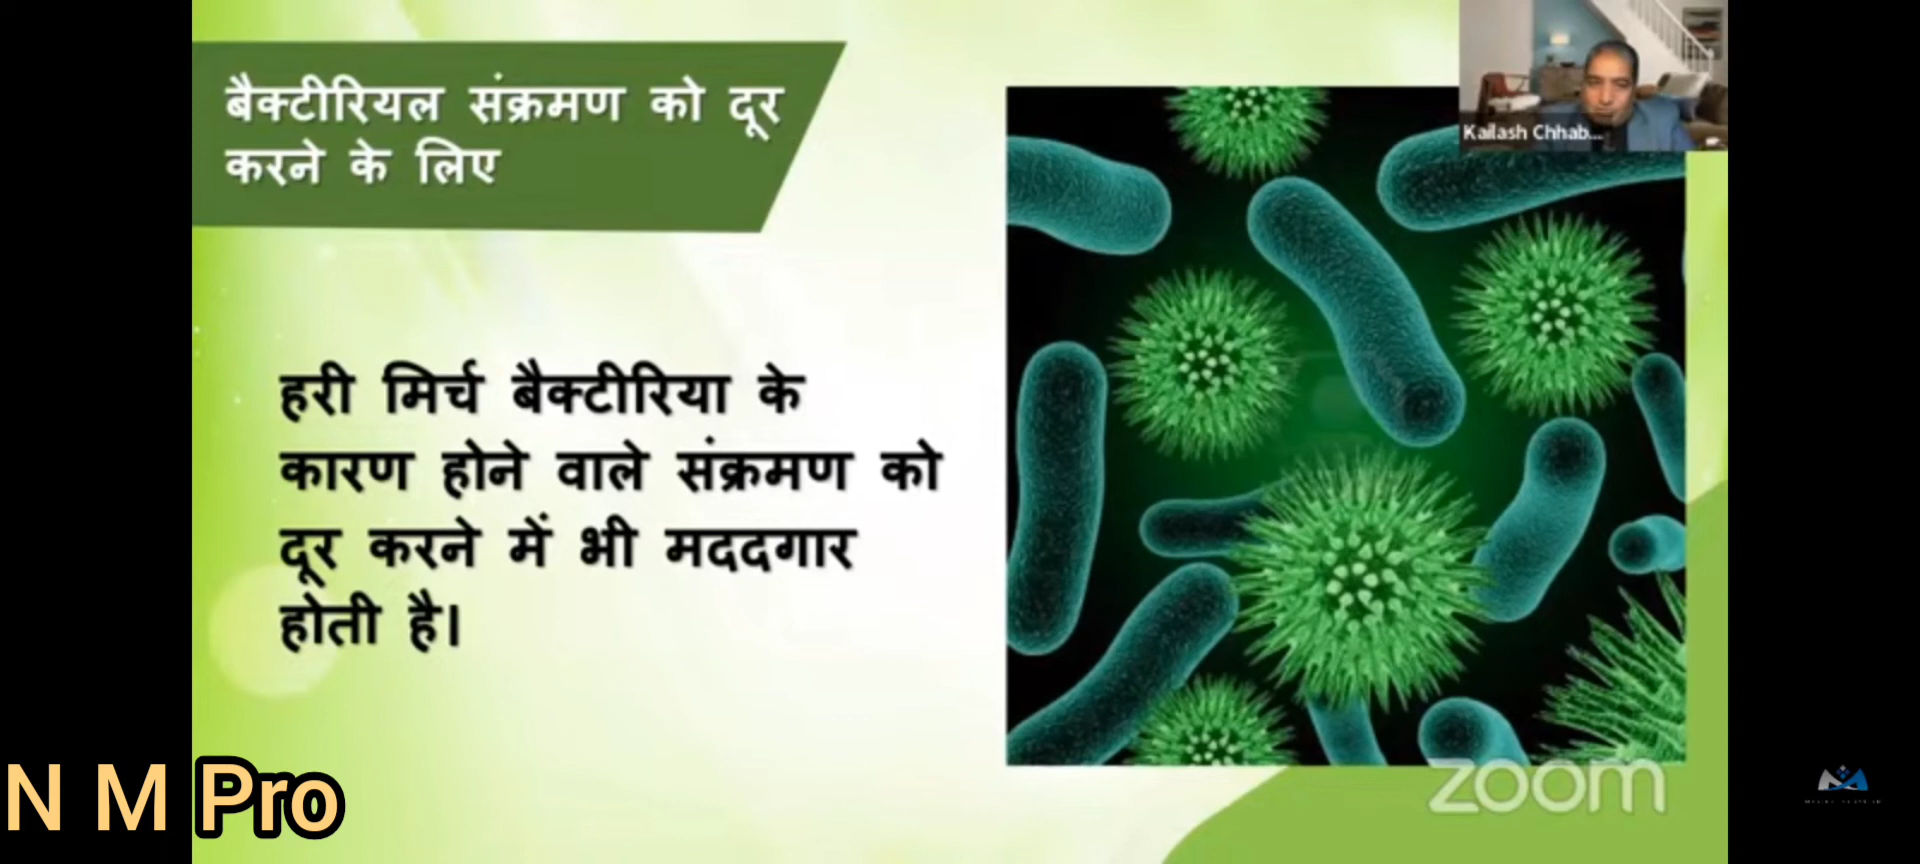 बैक्टीरियल संक्रमण को दूर
करने के लिए
Kailash Chhab...
हरी मिर्च बैक्टीरिया के
कारण होने वाले संक्रमण को
दूर करने में भी मददगार
होती है।
zoom
N M Pro